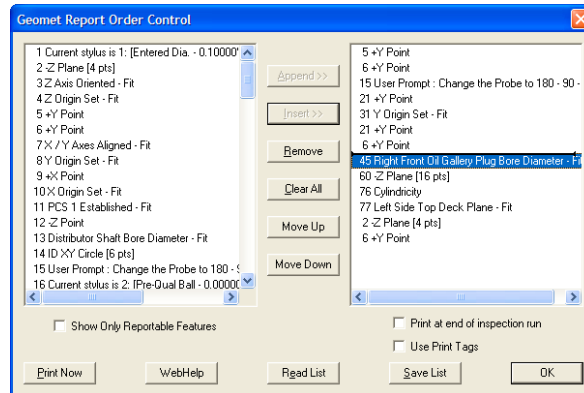 Geomet Report Order Control
1 Current stylus is 1: [Entered Dia. - 0.10000"
2 -Z Plane [4 pts]
3 Z Axis Oriented - Fit
4 Z Origin Set - Fit
5 +Y Point
6 +Y Point
7 X / Y Axes Aligned - Fit
8 Y Origin Set - Fit
9 +X Point
10 X Origin Set - Fit
11 PCS 1 Established - Fit
12 -Z Point
13 Distributor Shaft Bore Diameter - Fit
14 ID XY Circle [6 pts]
15 User Prompt : Change the Probe to 180 - 9
16 Current stylus is 2: [Pre-Qual Ball - 0.0000
Show Only Reportable Features
Append >>
Insert >>
Remove
Clear All
Move Up
Move Down
5 +Y Point
6 +Y Point
15 User Prompt : Change the Probe to 180 - 90 -
21 +Y Point
31 Y Origin Set - Fit
21 +Y Point
6 +Y Point
45 Right Front Oil Gallery Plug Bore Diameter - Fit
60 -Z Plane [16 pts]
76 Cylindricity
77 Left Side Top Deck Plane - Fit
2 -Z Plane [4 pts]
6 +Y Point
Print at end of inspection run
Use Print Tags
Print Now
WebHelp
Read List
Save List
OK